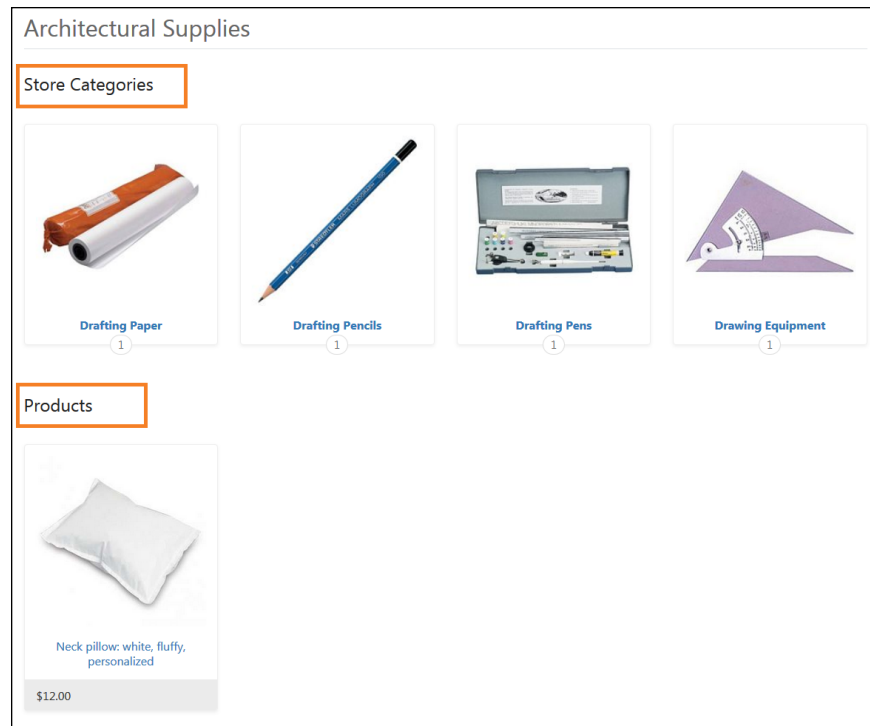 Architectural Supplies
Store Categories
Drafting Paper
1
Drafting Pencils
1
Drafting Pens
1
Drawing Equipment
1
Products
Neck pillow: white, fluffy,
personalized
$12.00